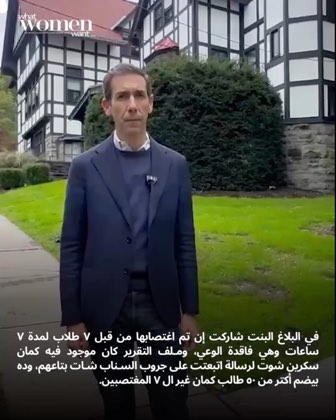 what
women
want...
في البلاغ البنت شاركت إن تم اغتصابها من قبل ٧ طلاب لمدة ٧
ساعات وهي فاقدة الوعي، وملف التقرير كان موجود فيه كمان
سكرين شوت لرسالة اتبعتت على جروب السناب شات بتاعهم، وده
بيضم أكتر من ٥٠ طالب كمان غير ال ٧ المغتصبين.